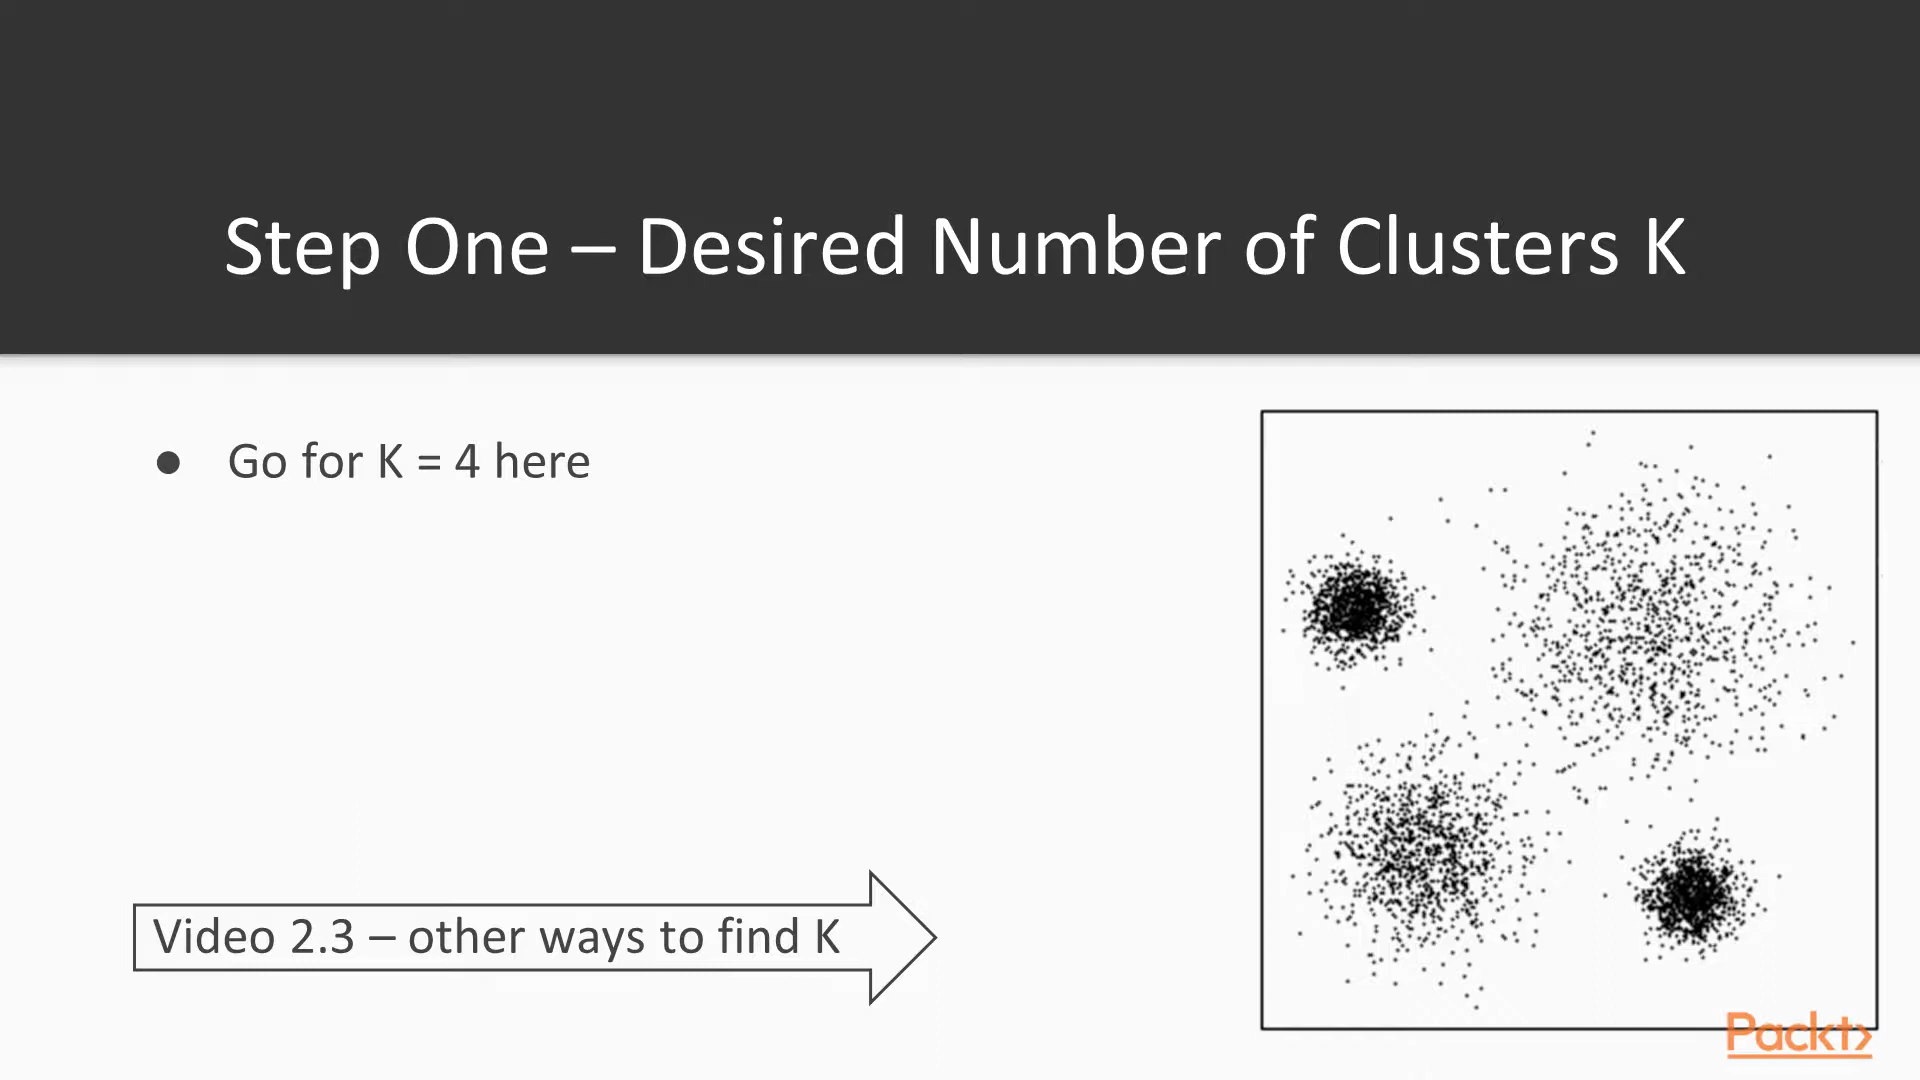 Step One – Desired Number of Clusters K
● Go for K = 4 here
Video 2.3 – other ways to find K
Packt>